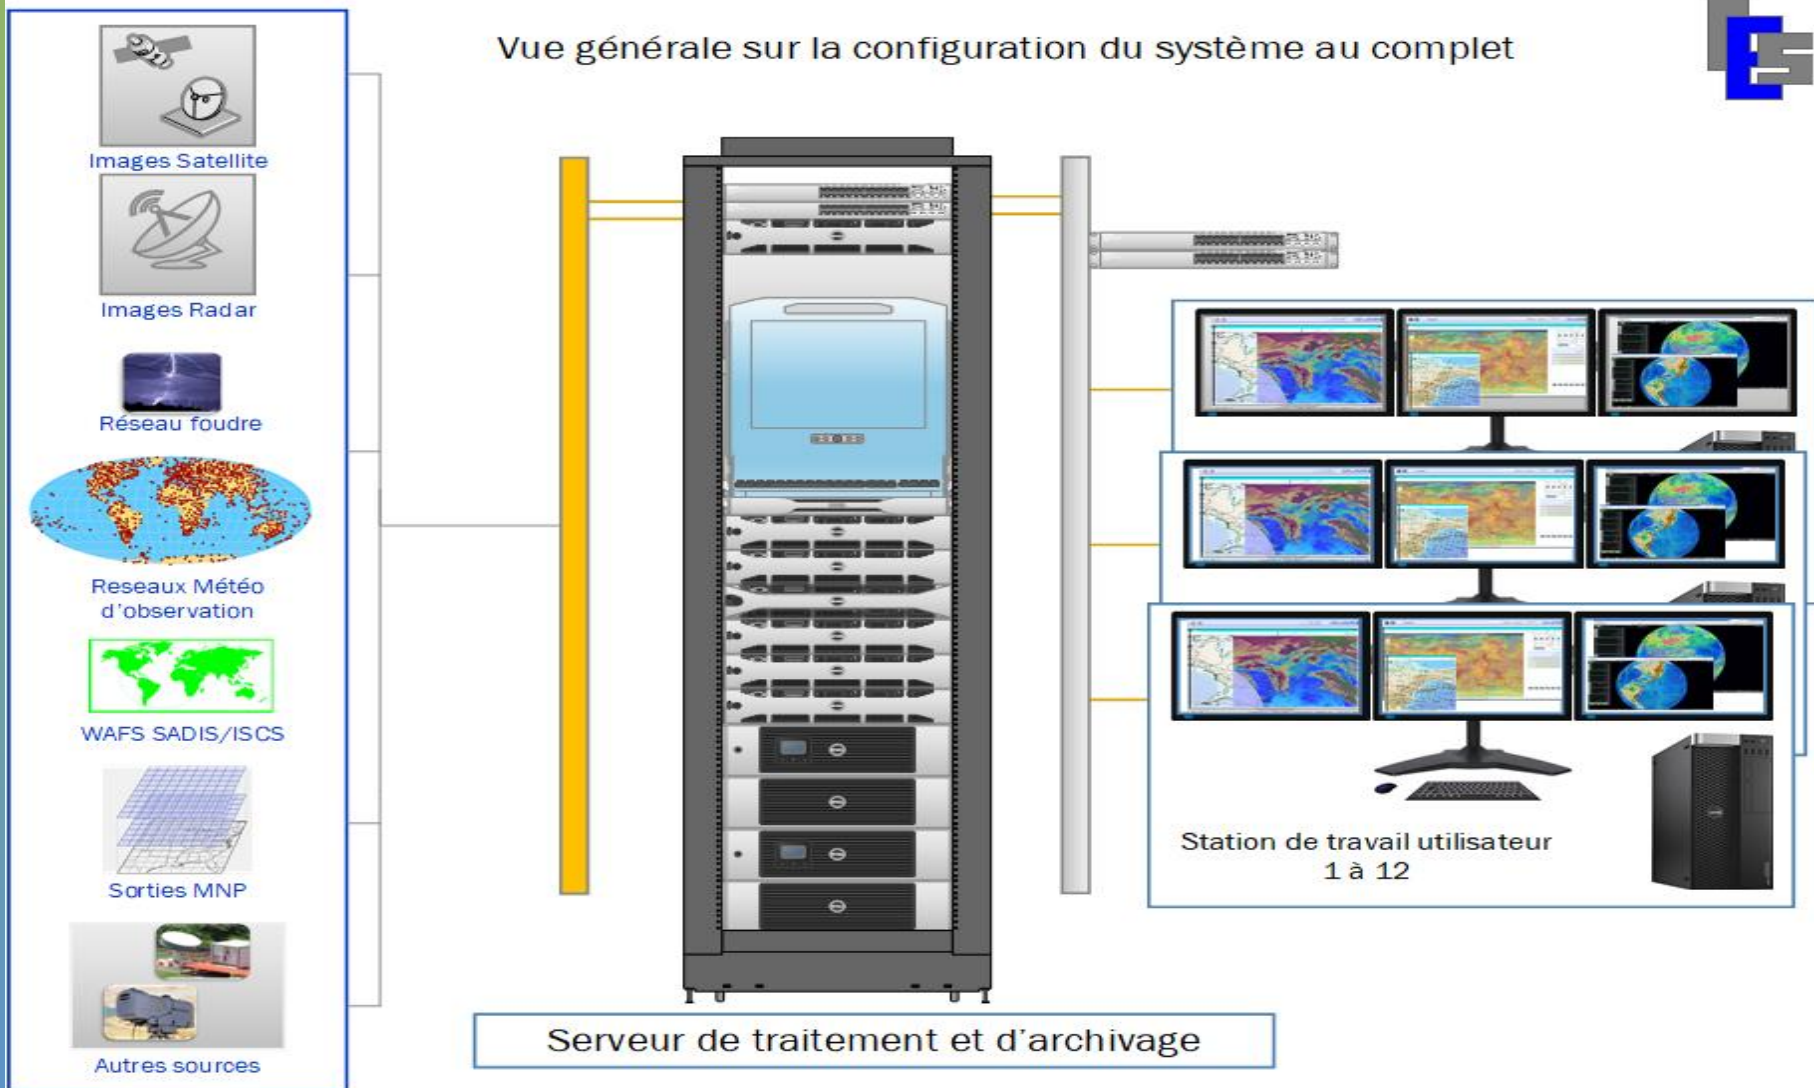 Vue générale sur la configuration du système au complet
Images Satellite
Images Radar
Réseau foudre
Reseaux Météo
d'observation
WAFS SADIS/ISCS
Sorties MNP
Autres sources
Station de travail utilisateur
1 à 12
Serveur de traitement et d'archivage